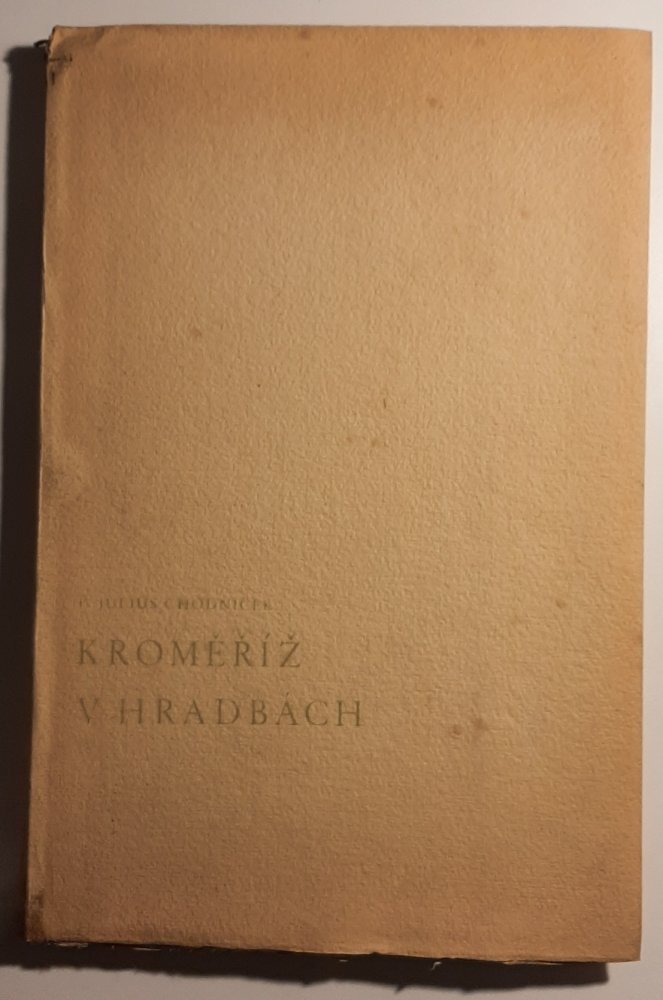 JULIUS CHODNÍČEK
KROMĚŘÍŽ
V HRADBÁCH